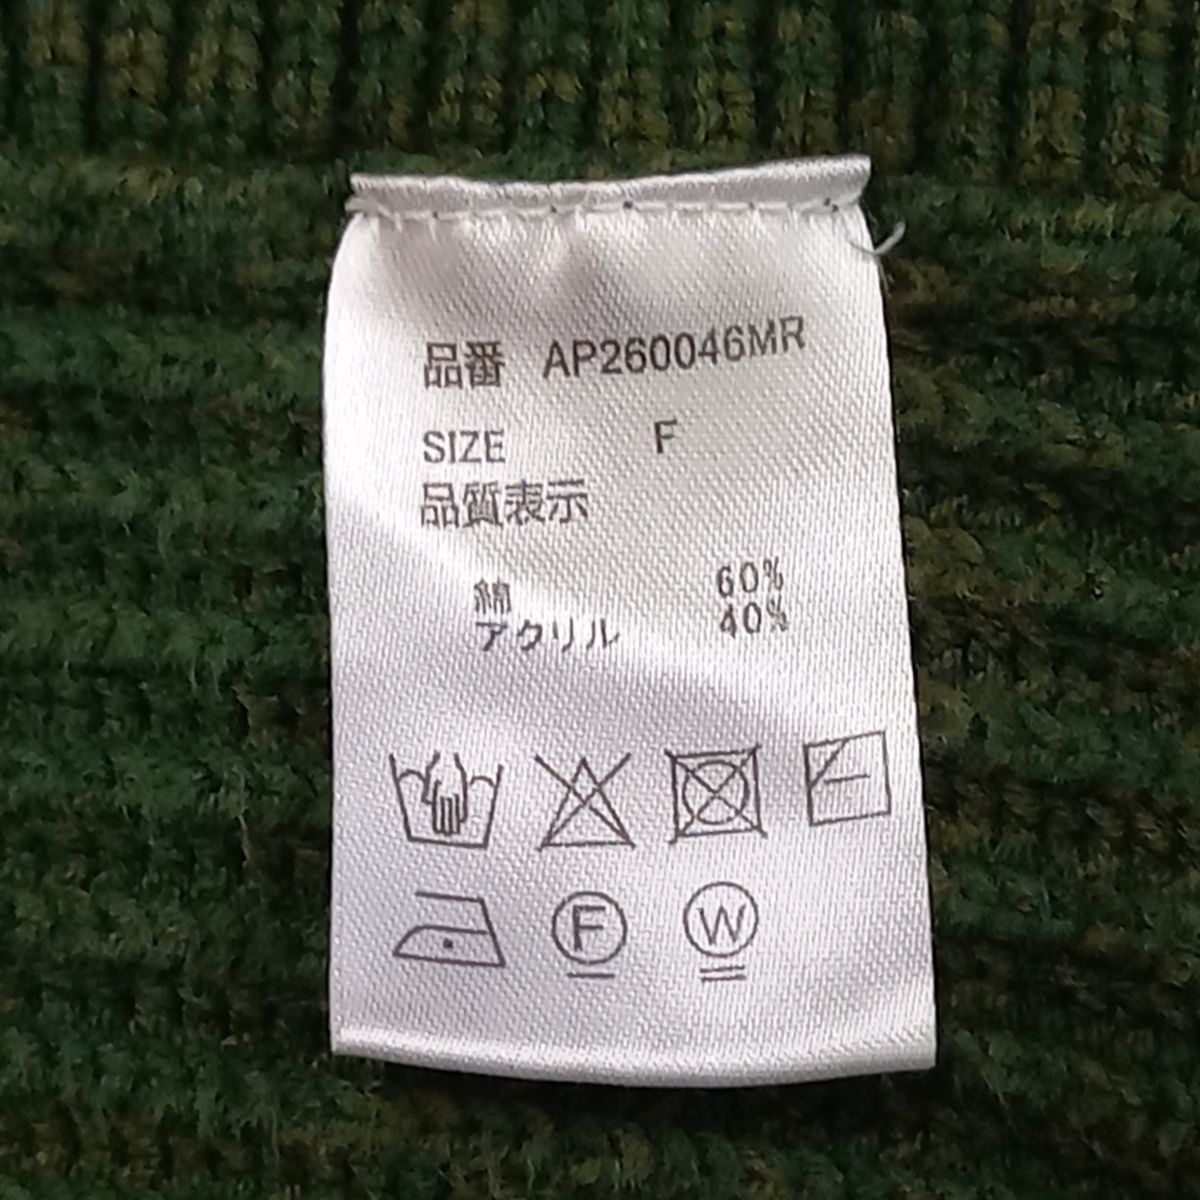 品番 AP260046MR
SIZE F
品質表示
綿 60%
アクリル 40%
F W